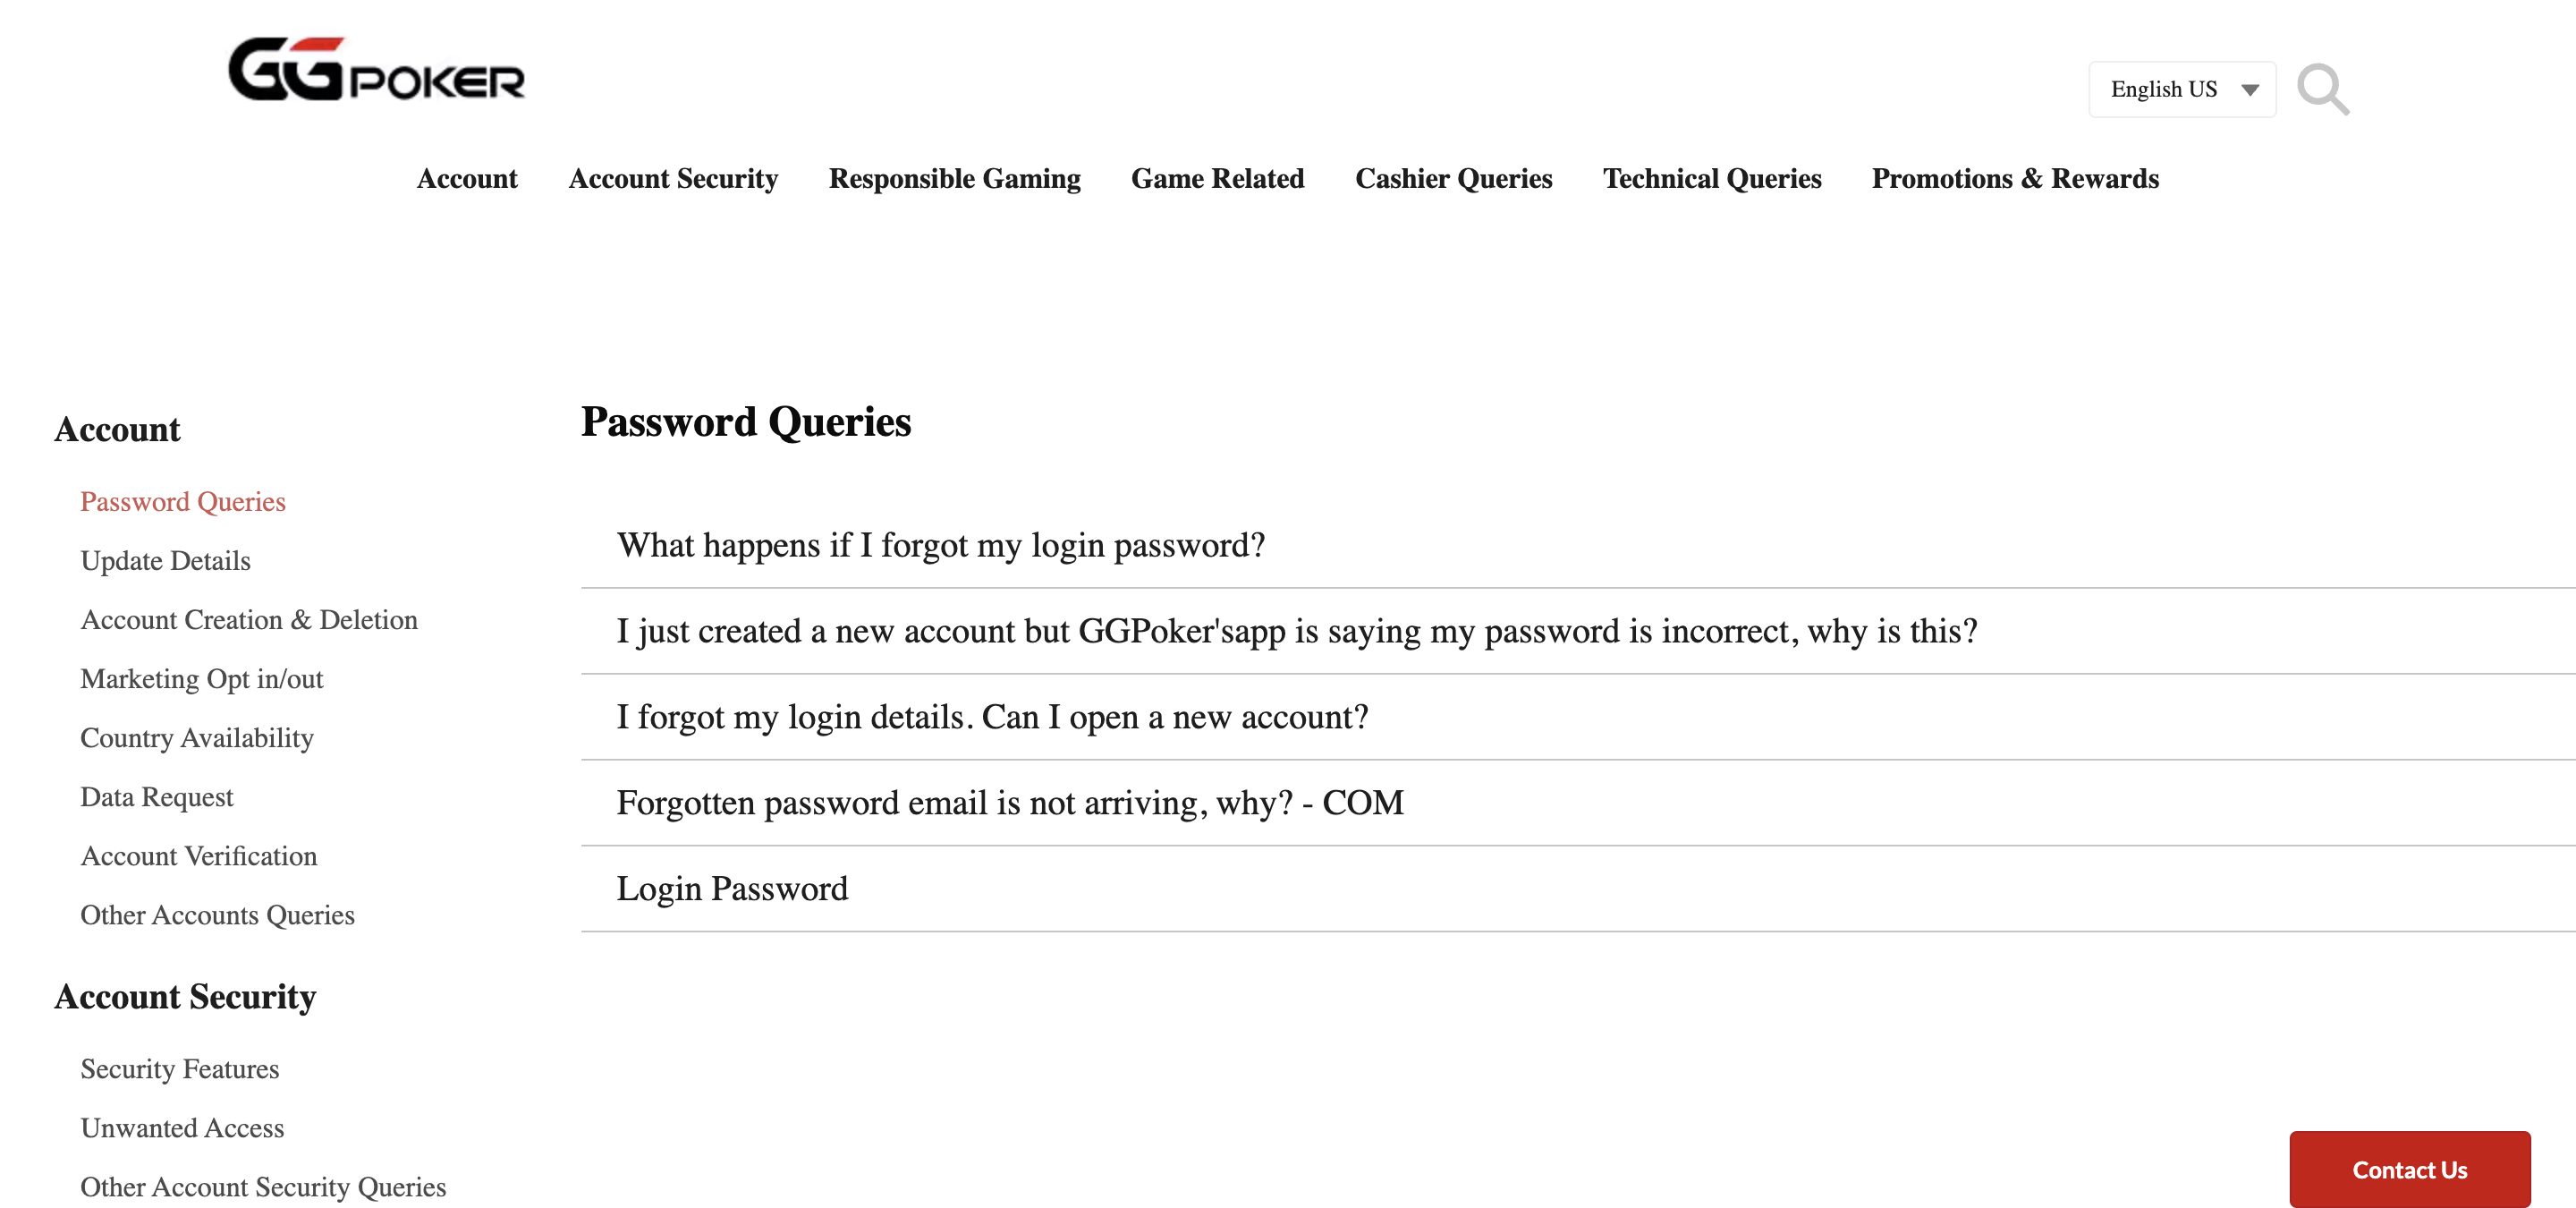 GGPOKER
English US
Account Account Security Responsible Gaming Game Related Cashier Queries Technical Queries Promotions & Rewards
Account
Password Queries
Update Details
Account Creation & Deletion
Marketing Opt in/out
Country Availability
Data Request
Account Verification
Other Accounts Queries
Account Security
Security Features
Unwanted Access
Other Account Security Queries
Password Queries
What happens if I forgot my login password?
I just created a new account but GGPoker'sapp is saying my password is incorrect, why is this?
I forgot my login details. Can I open a new account?
Forgotten password email is not arriving, why? - COM
Login Password
Contact Us